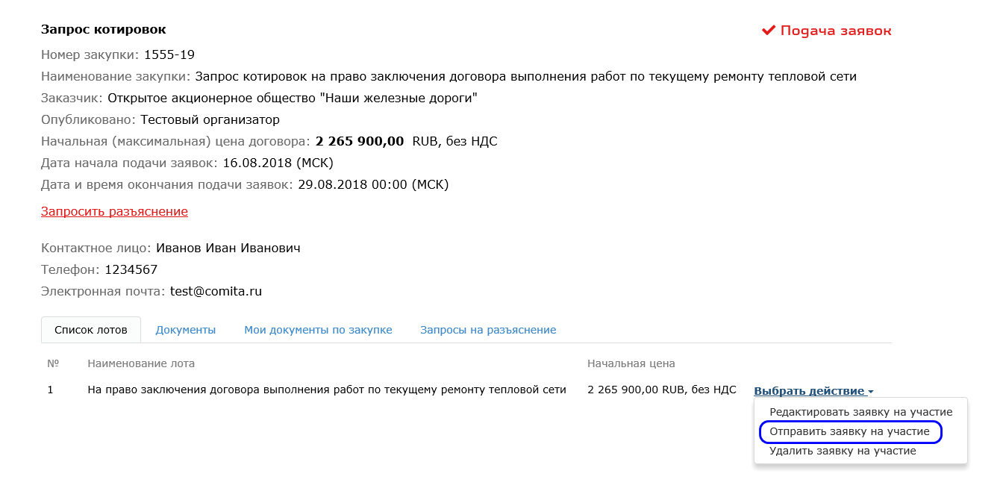 Запрос котировок
Подача заявок
Номер закупки: 1555-19
Наименование закупки: Запрос котировок на право заключения договора выполнения работ по текущему ремонту тепловой сети
Заказчик: Открытое акционерное общество "Наши железные дороги"
Опубликовано: Тестовый организатор
Начальная (максимальная) цена договора: 2 265 900,00 RUB, без НДС
Дата начала подачи заявок: 16.08.2018 (МСК)
Дата и время окончания подачи заявок: 29.08.2018 00:00 (МСК)
Запросить разъяснение
Контактное лицо: Иванов Иван Иванович
Телефон: 1234567
Электронная почта: test@comita.ru
Список лотов Документы Мои документы по закупке Запросы на разъяснение
№ Наименование лота Начальная цена
1 На право заключения договора выполнения работ по текущему ремонту тепловой сети 2 265 900,00 RUB, без НДС Выбрать действие
Редактировать заявку на участие
Отправить заявку на участие
Удалить заявку на участие